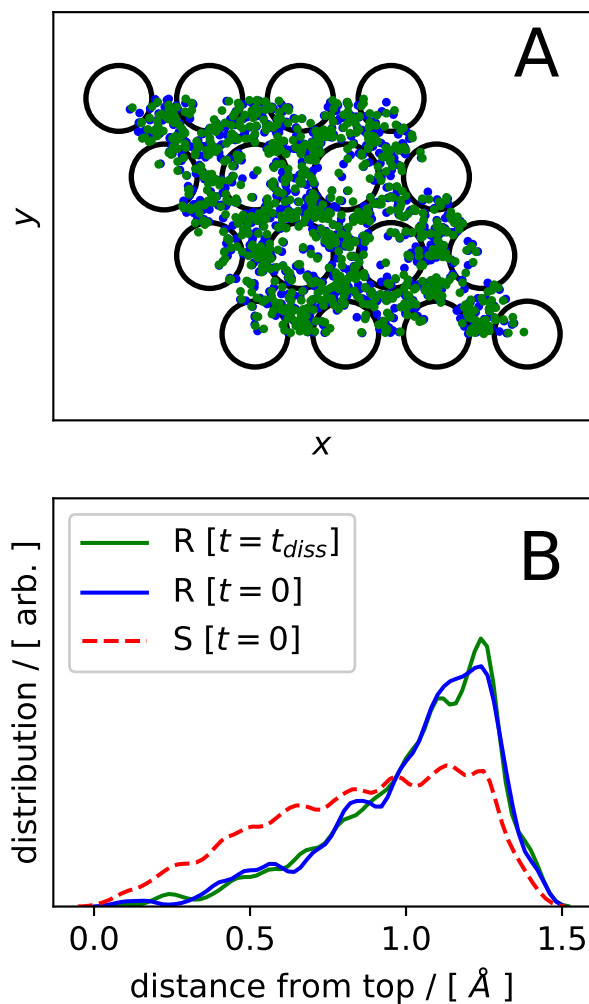 A
y
x
B
R [t = t_diss]
R [t = 0]
S [t = 0]
distribution / [ arb. ]
0.0 0.5 1.0 1.5
distance from top / [ Å ]